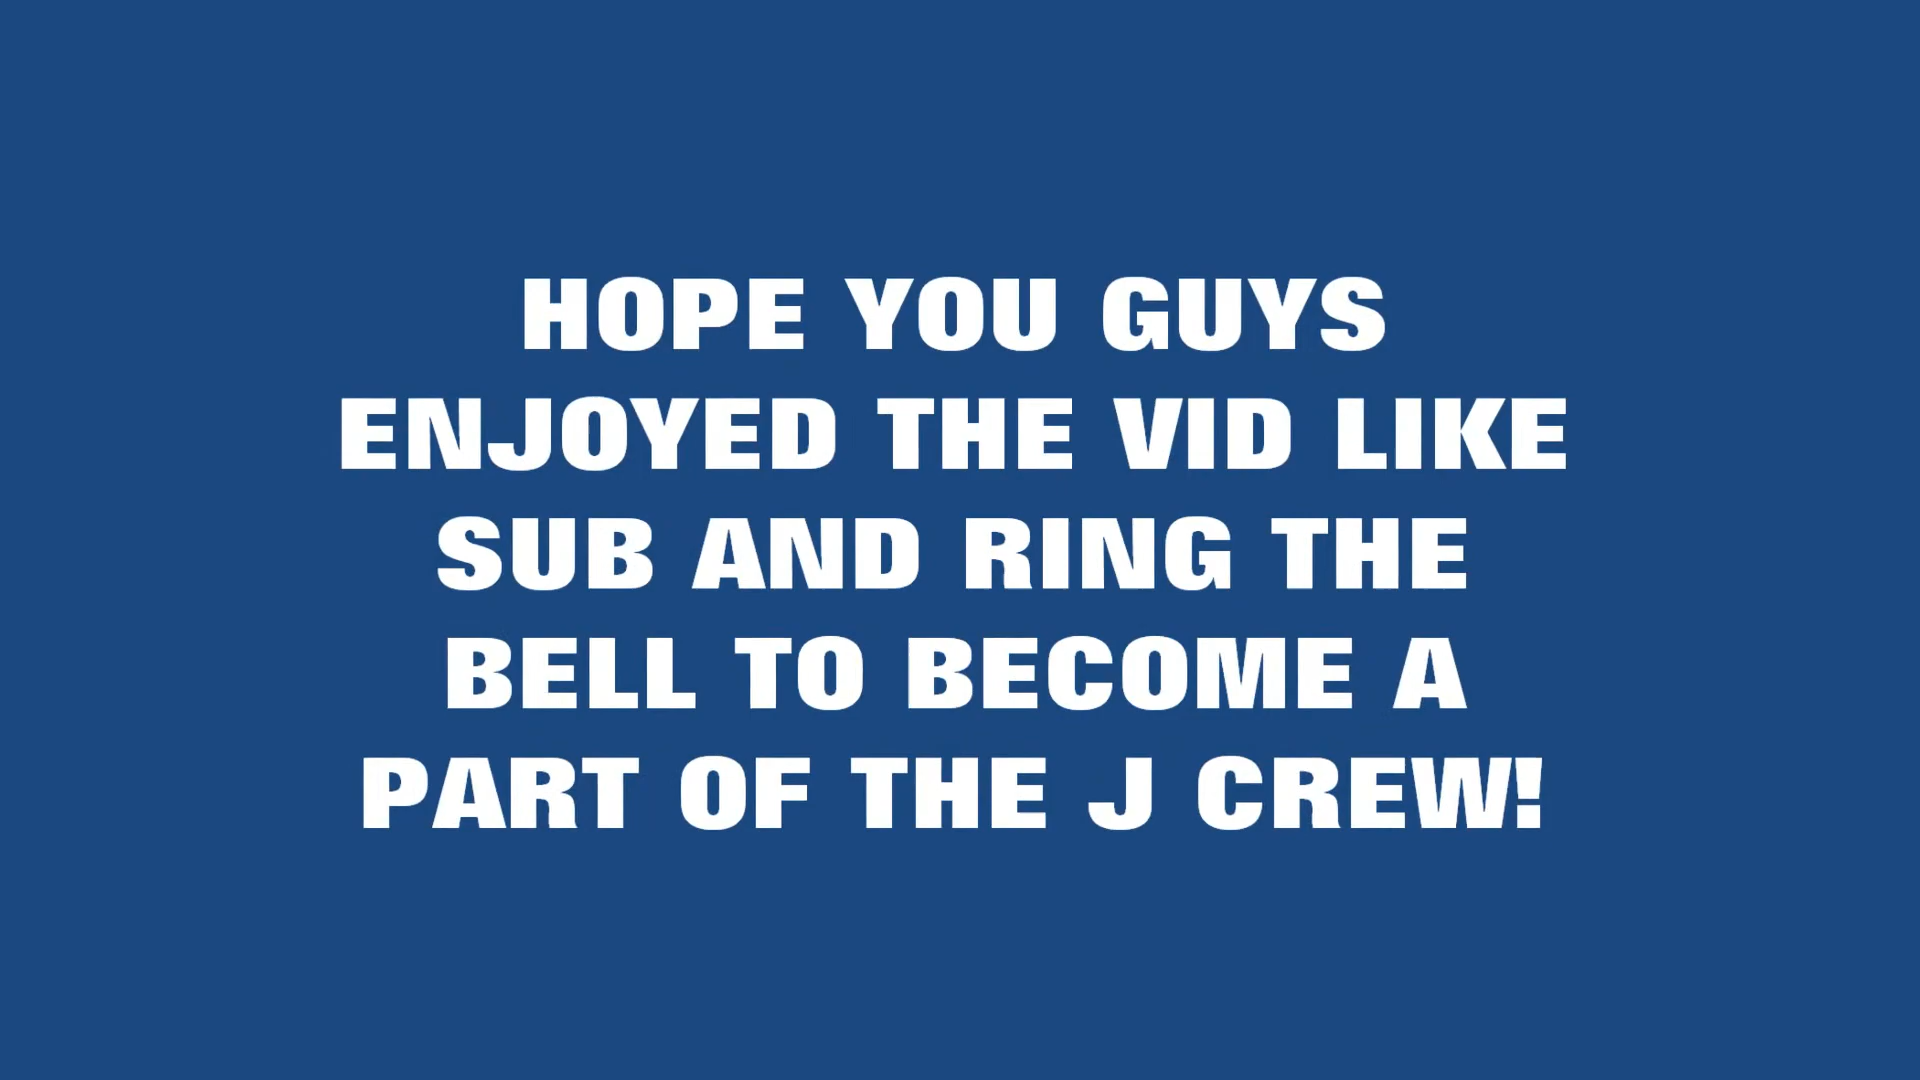 HOPE YOU GUYS
ENJOYED THE VID LIKE
SUB AND RING THE
BELL TO BECOME A
PART OF THE J CREW!